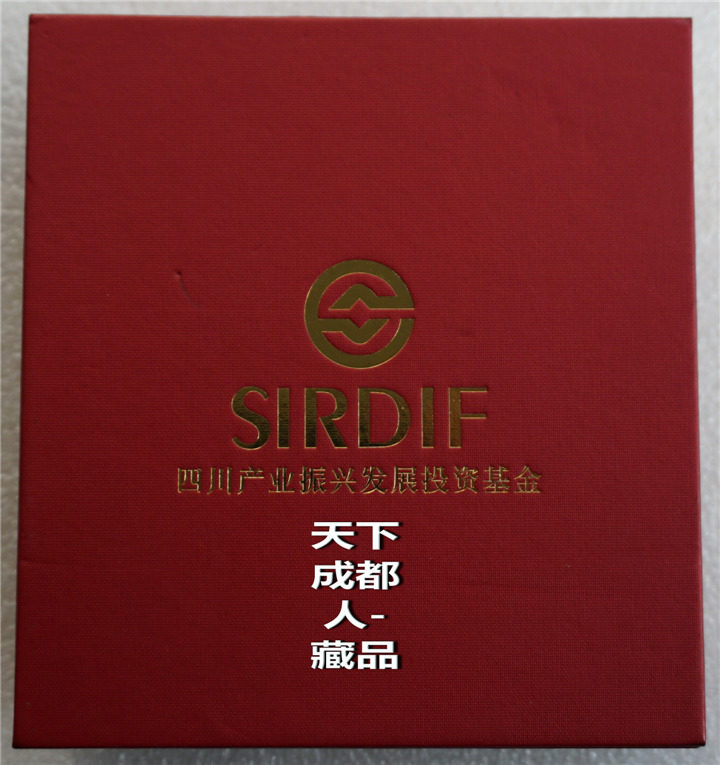 SIRDIF
四川产业振兴发展投资基金
天下
成都
人-
藏品